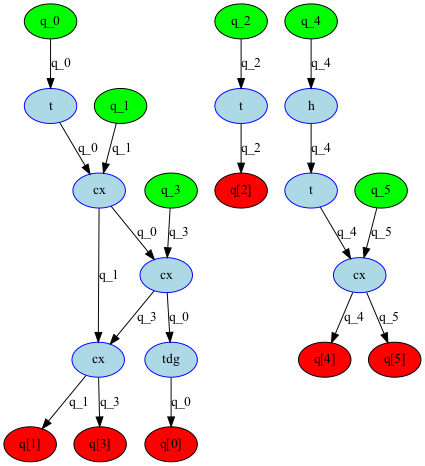 q_0 q_2 q_4
q_0 q_2 q_4
t q_1 t h
q_0 q_1 q_2 q_4
cx q_3 q[2] t q_5
q_0 q_3 q_4 q_5
q_1 cx cx
q_3 q_0 q_4 q_5
cx tdg q[4] q[5]
q_1 q_3 q_0
q[1] q[3] q[0]